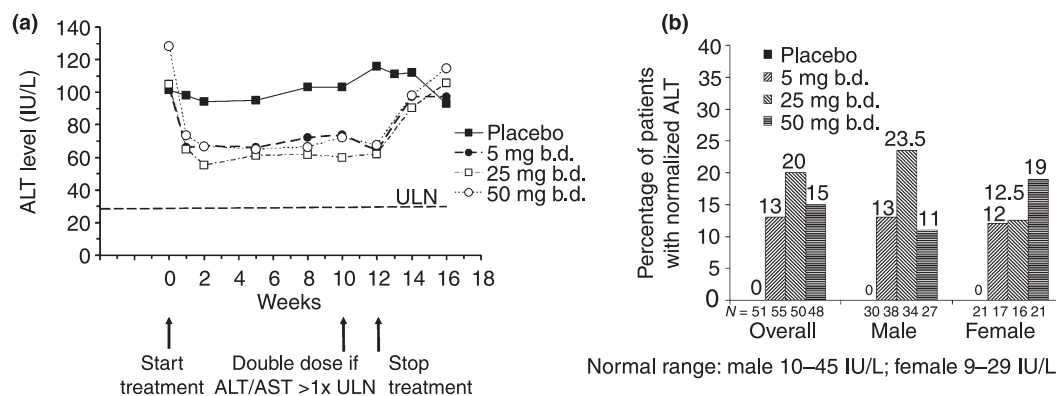 (a)
ALT level (IU/L)
140
120
100
80
60
40
20
0
0 2 4 6 8 10 12 14 16 18
Weeks
Placebo
5 mg b.d.
25 mg b.d.
50 mg b.d.
ULN
Start
treatment
Double dose if
ALT/AST >1x ULN
Stop
treatment
(b)
Percentage of patients
with normalized ALT
40
35
30
25
20
15
10
5
0
Placebo
5 mg b.d.
25 mg b.d.
50 mg b.d.
0 13 20 15
0 13 23.5 11
0 12 12.5 19
N = 51 55 50 48 30 38 34 27 21 17 16 21
Overall Male Female
Normal range: male 10–45 IU/L; female 9–29 IU/L